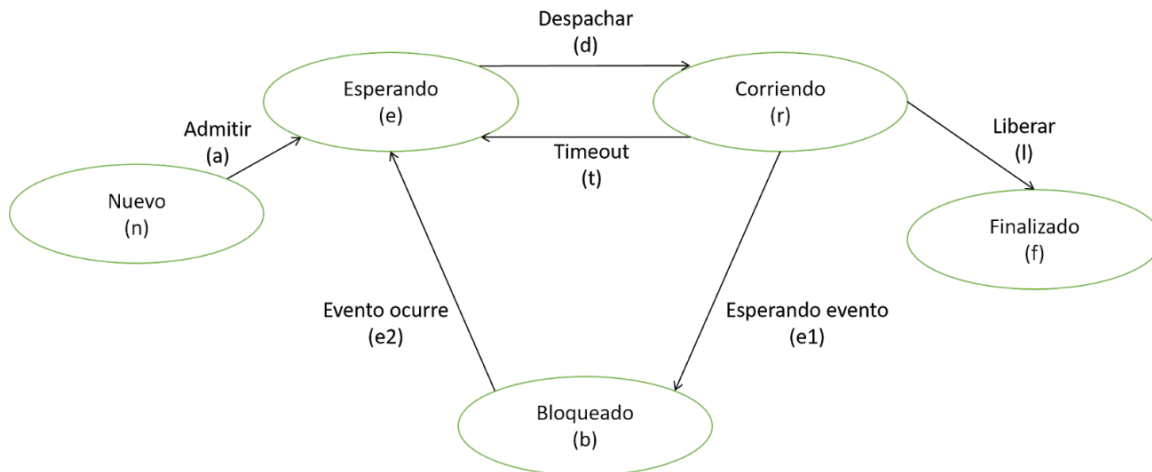 Despachar
(d)
Esperando
(e)
Corriendo
(r)
Admitir
(a)
Timeout
(t)
Liberar
(l)
Nuevo
(n)
Finalizado
(f)
Evento ocurre
(e2)
Esperando evento
(e1)
Bloqueado
(b)